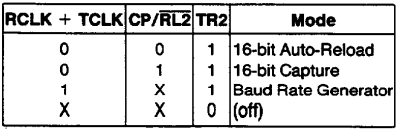 RCLK + TCLK CP/RL2 TR2 Mode
0 0 1 16-bit Auto-Reload
0 1 1 16-bit Capture
1 X 1 Baud Rate Generator
X X 0 (off)